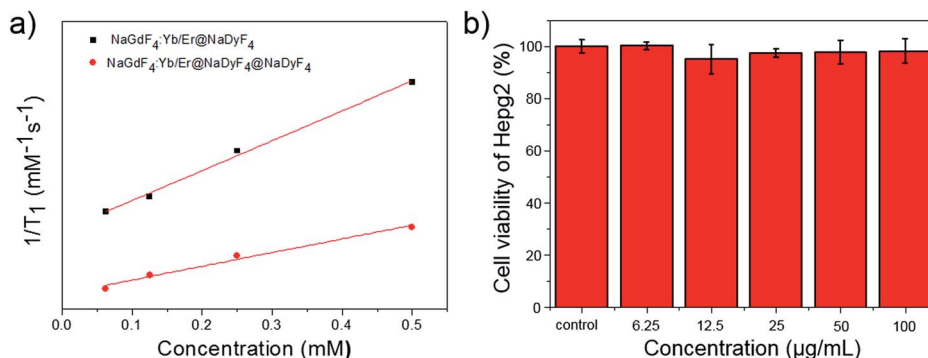 a)
NaGdF₄:Yb/Er@NaDyF₄
NaGdF₄:Yb/Er@NaDyF₄@NaDyF₄
1/T₁ (mM⁻¹s⁻¹)
0.0 0.1 0.2 0.3 0.4 0.5
Concentration (mM)
b)
Cell viability of Hepg2 (%)
100
80
60
40
20
0
control 6.25 12.5 25 50 100
Concentration (µg/mL)